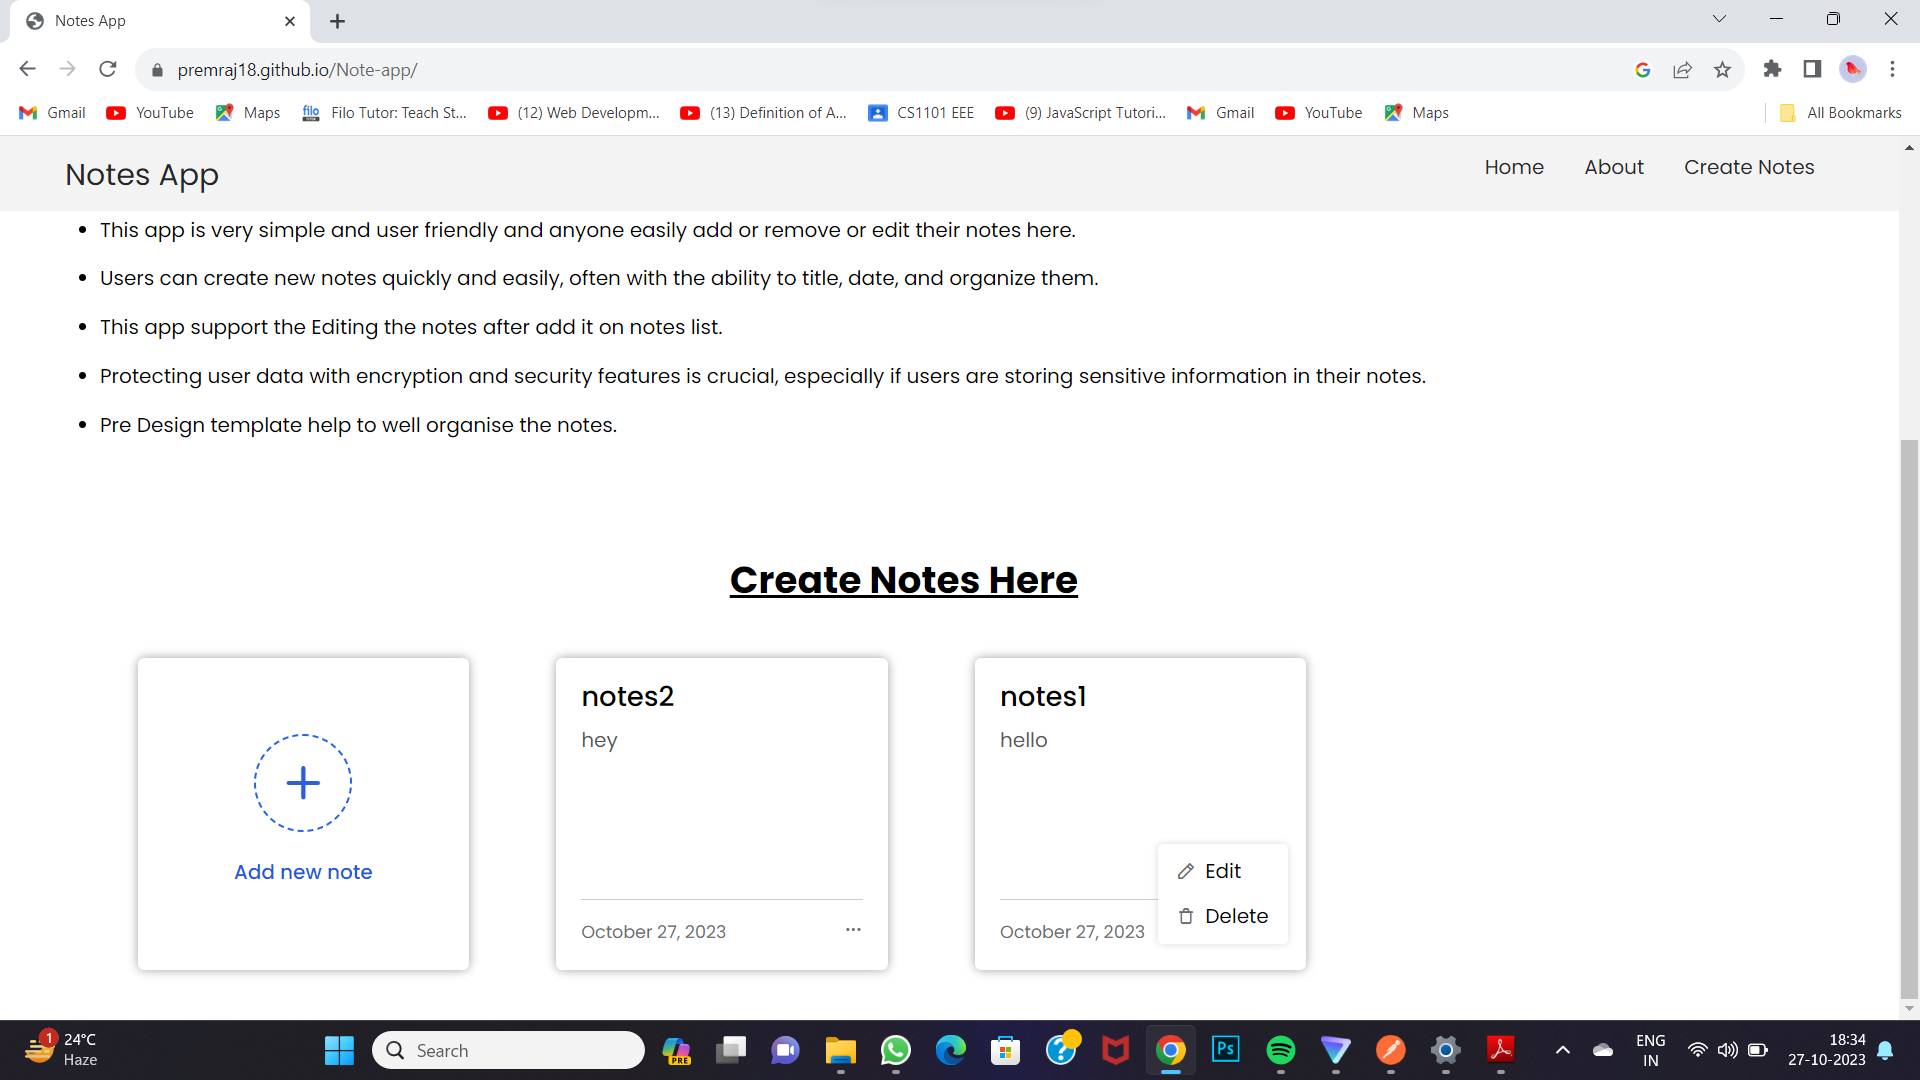 Notes App
premraj18.github.io/Note-app/
Gmail
YouTube
Maps
filo
Filo Tutor: Teach St...
(12) Web Developm...
(13) Definition of A...
CS1101 EEE
(9) JavaScript Tutori...
Gmail
YouTube
Maps
All Bookmarks
Notes App
Home
About
Create Notes
This app is very simple and user friendly and anyone easily add or remove or edit their notes here.
Users can create new notes quickly and easily, often with the ability to title, date, and organize them.
This app support the Editing the notes after add it on notes list.
Protecting user data with encryption and security features is crucial, especially if users are storing sensitive information in their notes.
Pre Design template help to well organise the notes.
Create Notes Here
Add new note
notes2
hey
October 27, 2023
notes1
hello
October 27, 2023
Edit
Delete
1
24°C
Haze
Search
PRE
Ps
ENG
IN
18:34
27-10-2023